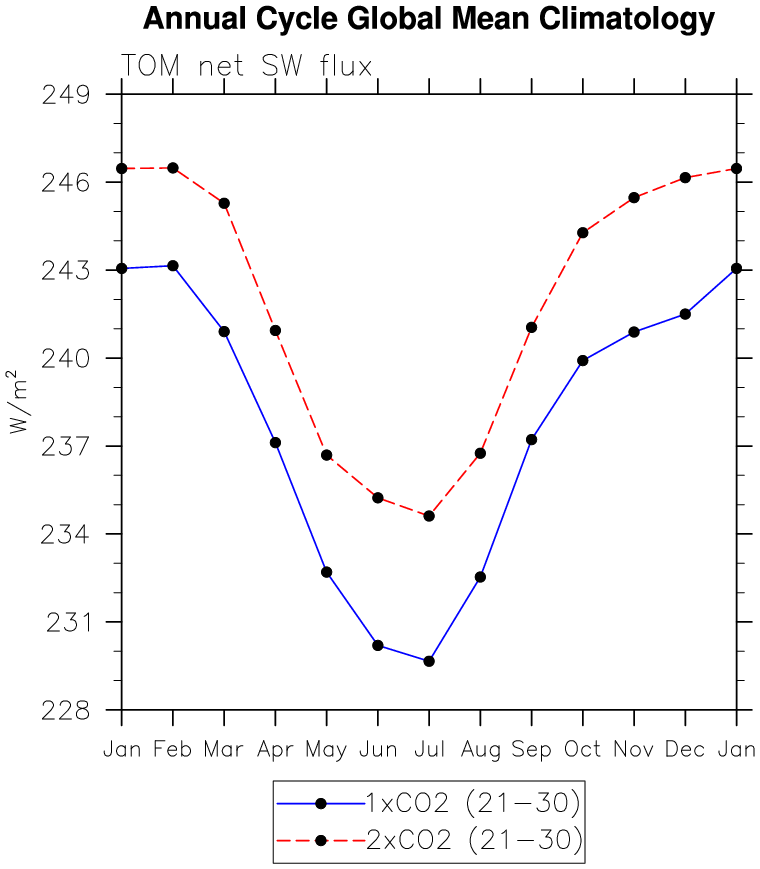 Annual Cycle Global Mean Climatology
TOM net SW flux
249
246
243
240
237
234
231
228
W/m²
Jan Feb Mar Apr May Jun Jul Aug Sep Oct Nov Dec Jan
1xCO2 (21-30)
2xCO2 (21-30)